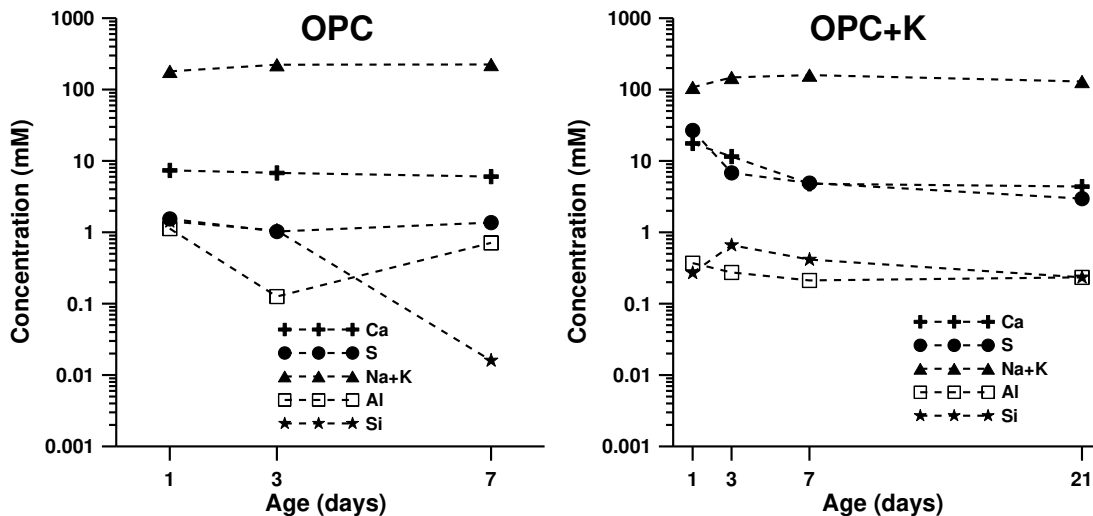 OPC
1000
100
10
1
0.1
0.01
0.001
Concentration (mM)
Ca
S
Na+K
Al
Si
1 3 7
Age (days)
OPC+K
1000
100
10
1
0.1
0.01
0.001
Concentration (mM)
Ca
S
Na+K
Al
Si
1 3 7 21
Age (days)